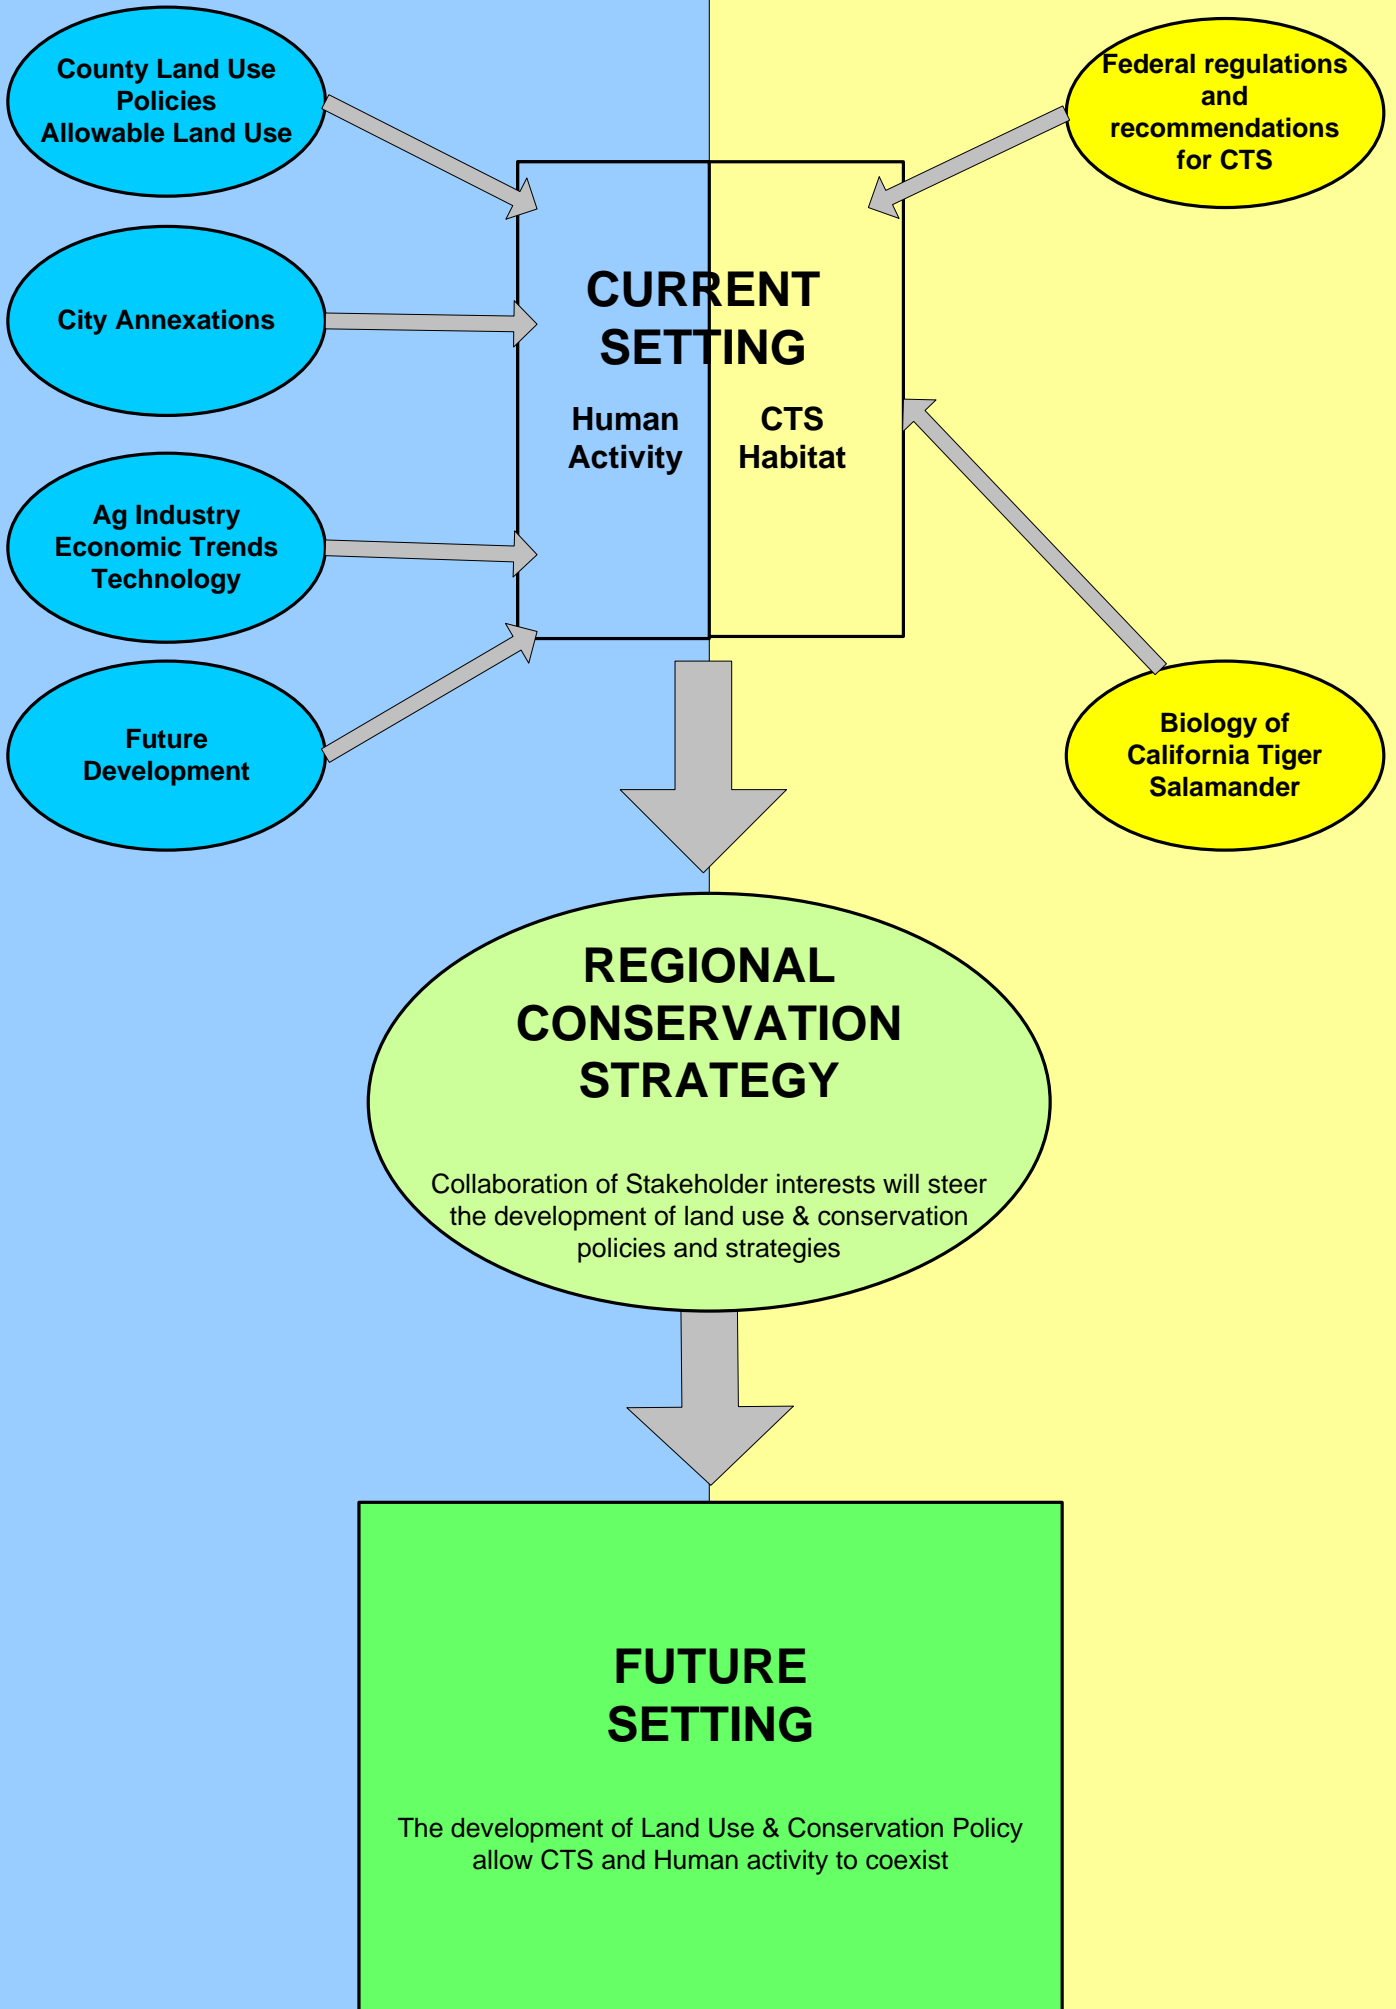 County Land Use
Policies
Allowable Land Use
City Annexations
Ag Industry
Economic Trends
Technology
Future
Development
Federal regulations
and
recommendations
for CTS
Biology of
California Tiger
Salamander
CURRENT
SETTING
Human
Activity
CTS
Habitat
REGIONAL
CONSERVATION
STRATEGY
Collaboration of Stakeholder interests will steer
the development of land use & conservation
policies and strategies
FUTURE
SETTING
The development of Land Use & Conservation Policy
allow CTS and Human activity to coexist